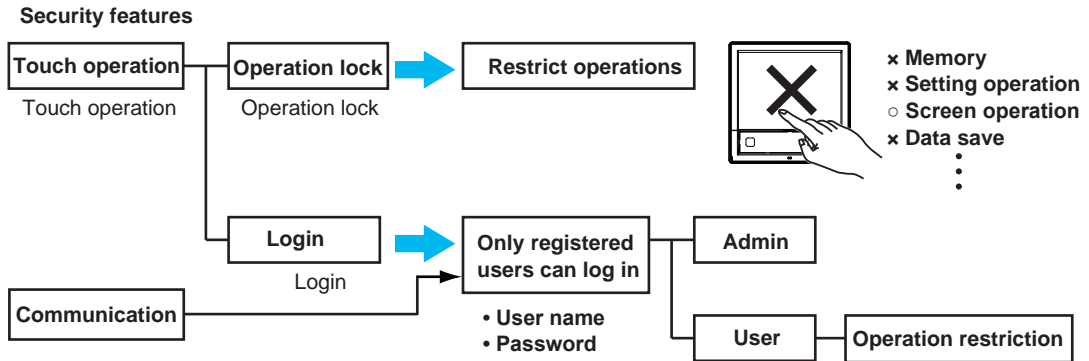 Security features
Touch operation
Touch operation
Operation lock
Operation lock
Restrict operations
× Memory
× Setting operation
○ Screen operation
× Data save
Login
Login
Only registered
users can log in
• User name
• Password
Admin
Communication
User
Operation restriction